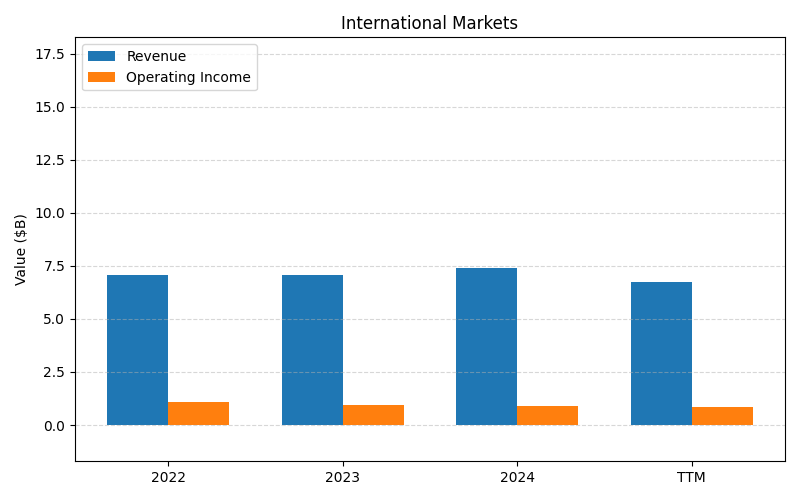 International Markets
Revenue
Operating Income
Value ($B)
17.5
15.0
12.5
10.0
7.5
5.0
2.5
0.0
2022 2023 2024 TTM